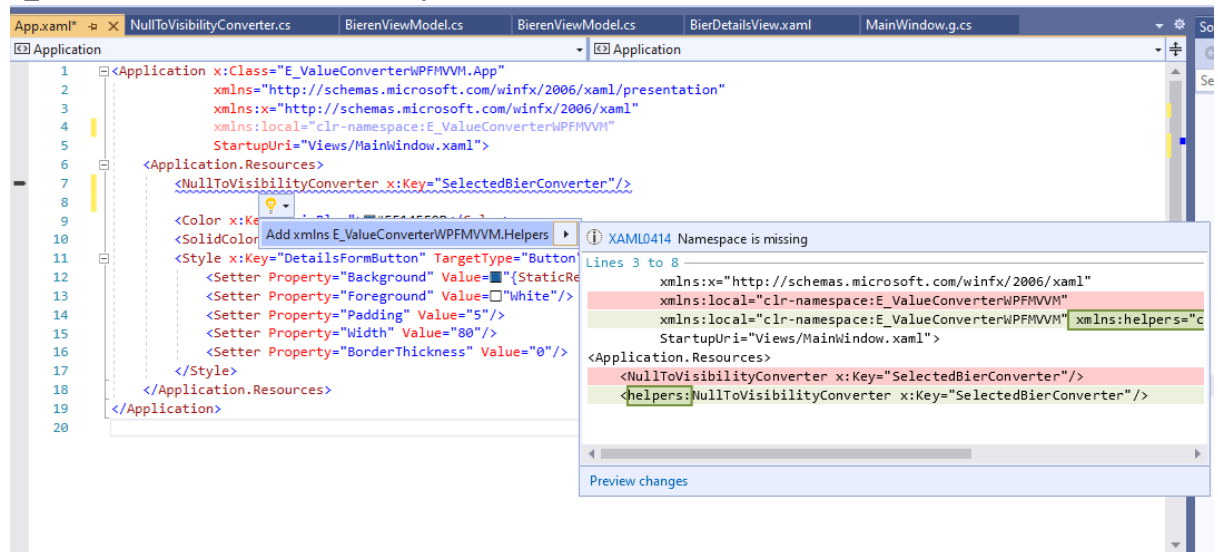 App.xaml* NullToVisibilityConverter.cs BierenViewModel.cs BierenViewModel.cs BierDetailsView.xaml MainWindow.g.cs So
Application Application
Se
1 <Application x:Class="E_ValueConverterWPFMVVM.App"
2 xmlns="http://schemas.microsoft.com/winfx/2006/xaml/presentation"
3 xmlns:x="http://schemas.microsoft.com/winfx/2006/xaml"
4 xmlns:local="clr-namespace:E_ValueConverterWPFMVVM"
5 StartupUri="Views/MainWindow.xaml">
6 <Application.Resources>
7 <NullToVisibilityConverter x:Key="SelectedBierConverter"/>
8
9 <Color x:Ke
10 <SolidColor
11 <Style x:Key="DetailsFormButton" TargetType="Button"
12 <Setter Property="Background" Value="{StaticRe
13 <Setter Property="Foreground" Value="White"/>
14 <Setter Property="Padding" Value="5"/>
15 <Setter Property="Width" Value="80"/>
16 <Setter Property="BorderThickness" Value="0"/>
17 </Style>
18 </Application.Resources>
19 </Application>
20
Add xmlns E_ValueConverterWPFMVVM.Helpers
XAML0414 Namespace is missing
Lines 3 to 8
xmlns:x="http://schemas.microsoft.com/winfx/2006/xaml"
xmlns:local="clr-namespace:E_ValueConverterWPFMVVM"
xmlns:local="clr-namespace:E_ValueConverterWPFMVVM" xmlns:helpers="c
StartupUri="Views/MainWindow.xaml">
<Application.Resources>
<NullToVisibilityConverter x:Key="SelectedBierConverter"/>
<helpers:NullToVisibilityConverter x:Key="SelectedBierConverter"/>
Preview changes